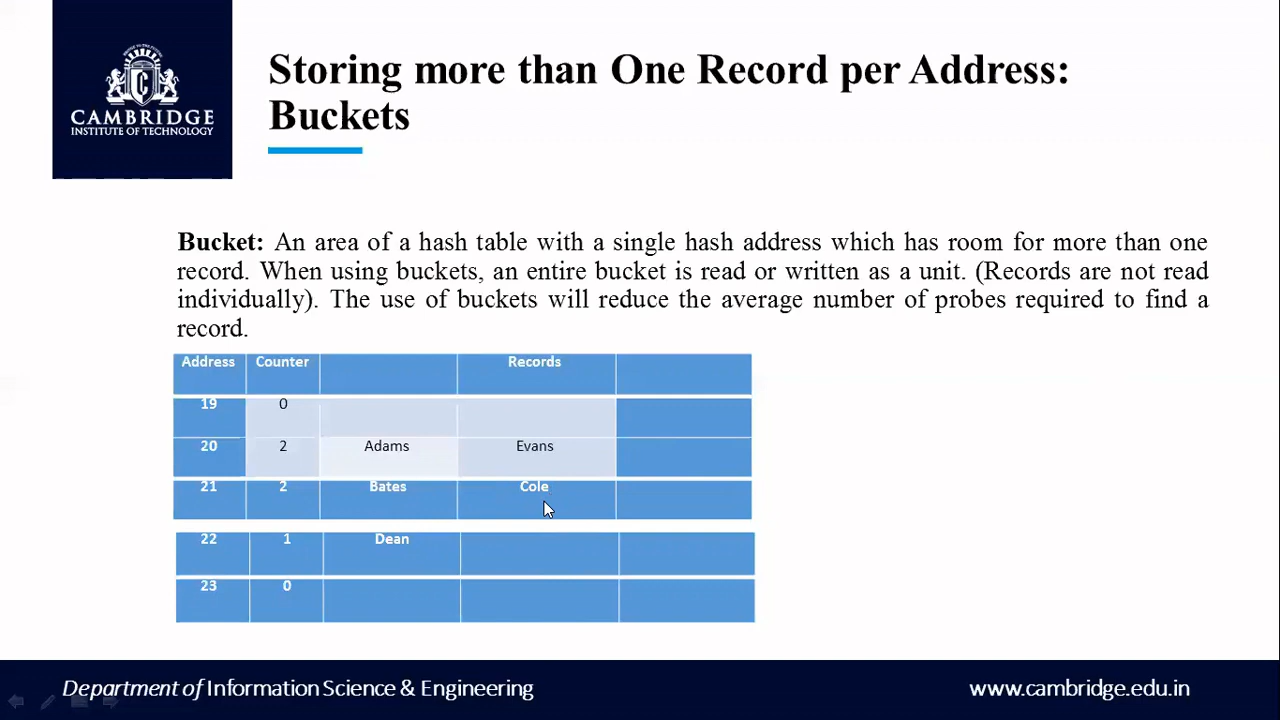 CAMBRIDGE
INSTITUTE OF TECHNOLOGY
Storing more than One Record per Address:
Buckets
Bucket: An area of a hash table with a single hash address which has room for more than one
record. When using buckets, an entire bucket is read or written as a unit. (Records are not read
individually). The use of buckets will reduce the average number of probes required to find a
record.
Address Counter Records
19 0
20 2 Adams Evans
21 2 Bates Cole
22 1 Dean
23 0
Department of Information Science & Engineering
www.cambridge.edu.in